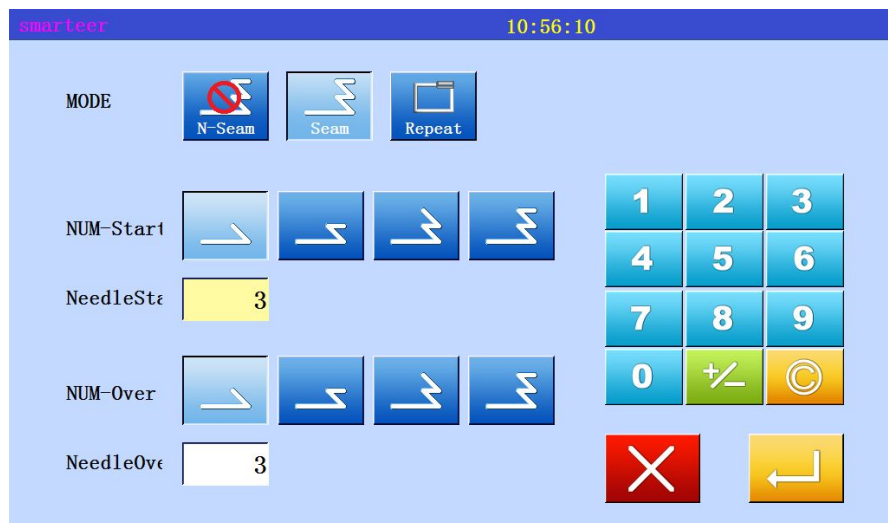 smarteer 10:56:10
MODE
N-Seam Seam Repeat
NUM-Start
1 2 3
4 5 6
NeedleSta 3
7 8 9
NUM-Over
0 +/- ©
NeedleOve 3